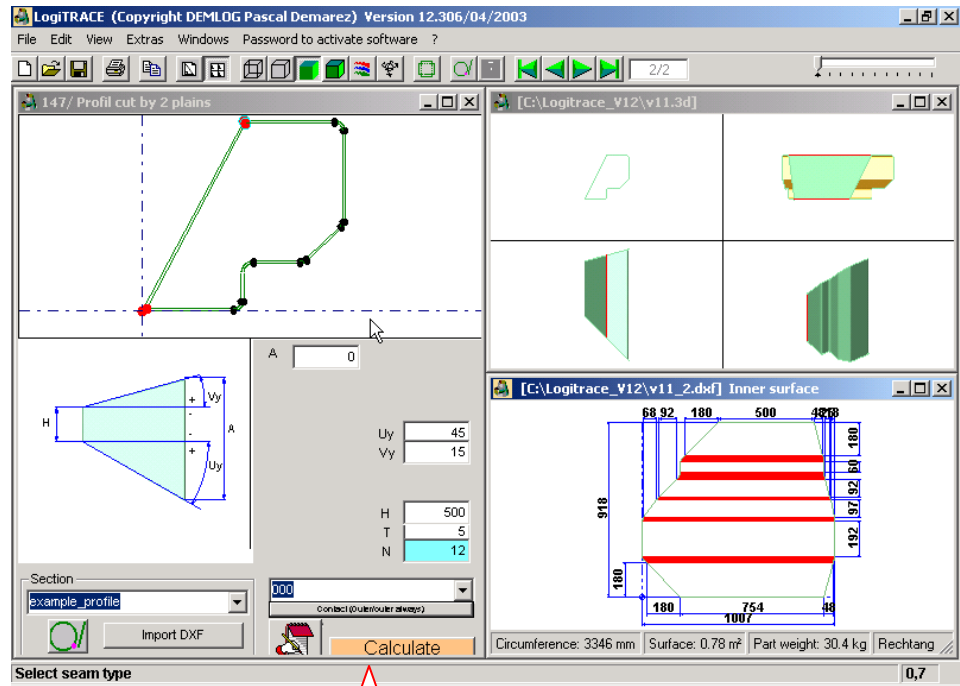 LogiTRACE (Copyright DEMLOG Pascal Demarez) Version 12.306/04/2003
File Edit View Extras Windows Password to activate software ?
2/2
147/ Profil cut by 2 plains
A 0
H
+ Vy
-
A
-
+
Uy
Uy 45
Vy 15
H 500
T 5
N 12
Section
example_profile
Import DXF
000
Contact (Outer/outer always)
Calculate
[C:\Logitrace_V12\v11.3d]
[C:\Logitrace_V12\v11_2.dxf] Inner surface
68 92 180 500
180
60
92
97
192
918
180
180 754 48
1007
Circumference: 3346 mm Surface: 0.78 m² Part weight: 30.4 kg Rechtang
Select seam type 0,7